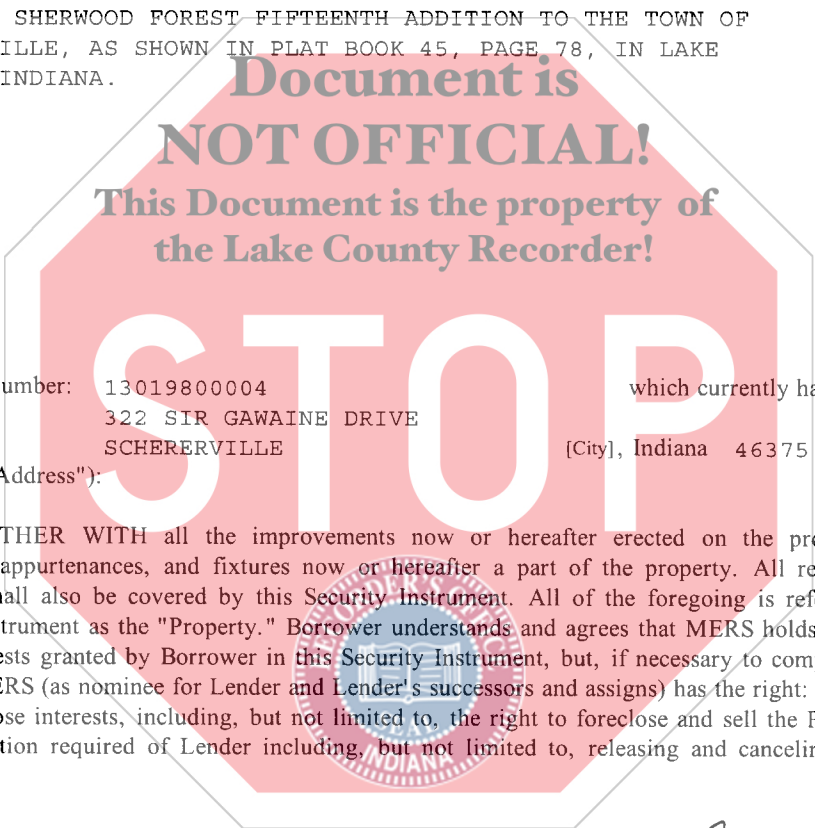 SHERWOOD FOREST FIFTEENTH ADDITION TO THE TOWN OF
ILLE, AS SHOWN IN PLAT BOOK 45, PAGE 78, IN LAKE
INDIANA.
Document is
NOT OFFICIAL!
This Document is the property of
the Lake County Recorder!
STOP
umber: 13019800004 which currently ha
322 SIR GAWAINE DRIVE
SCHERERVILLE [City], Indiana 46375
Address"):
THER WITH all the improvements now or hereafter erected on the pr
appurtenances, and fixtures now or hereafter a part of the property. All re
all also be covered by this Security Instrument. All of the foregoing is refe
trument as the "Property." Borrower understands and agrees that MERS holds
ests granted by Borrower in this Security Instrument, but, if necessary to com
ERS (as nominee for Lender and Lender's successors and assigns) has the right:
ose interests, including, but not limited to, the right to foreclose and sell the P
tion required of Lender including, but not limited to, releasing and cancelin
RECORDER'S OFFICE
SEAL
INDIANA